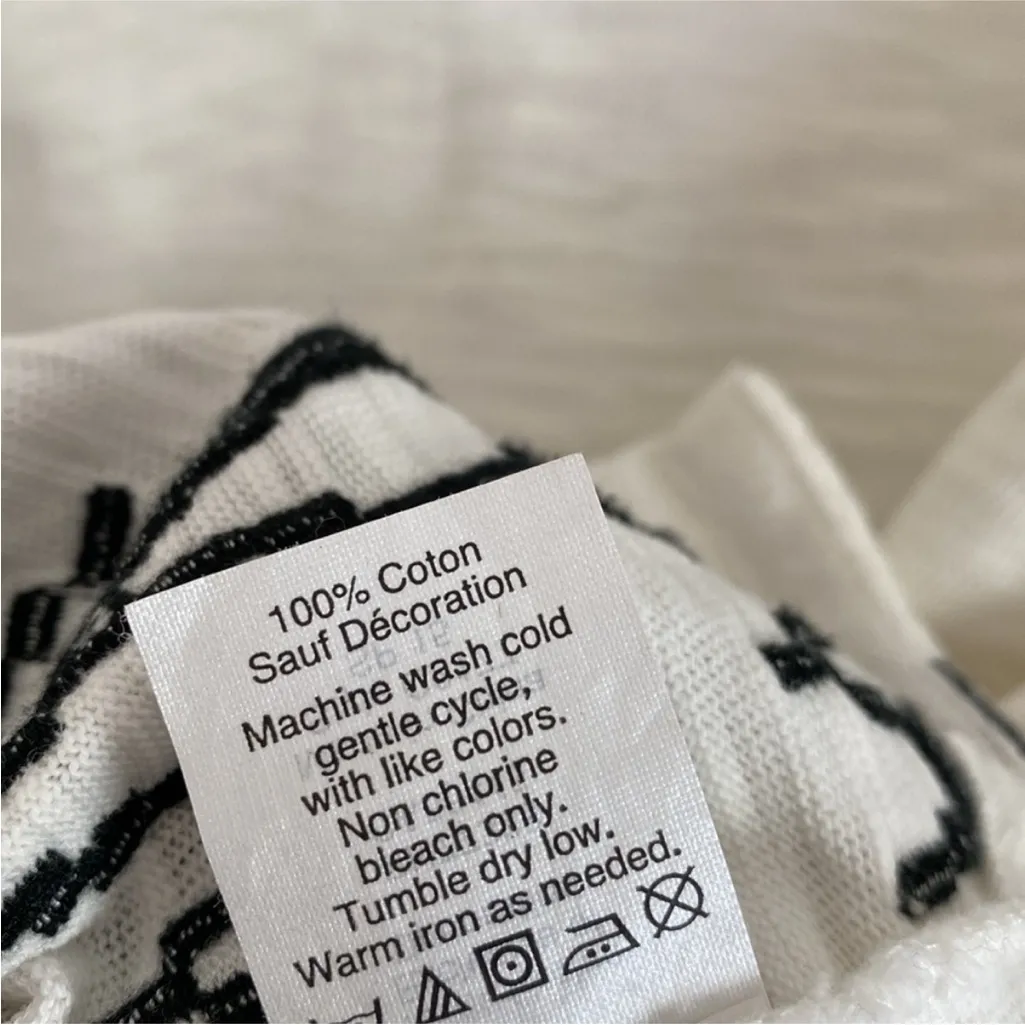 100% Coton
Sauf Décoration
Machine wash cold
gentle cycle,
with like colors.
Non chlorine
bleach only.
Tumble dry low.
Warm iron as needed.